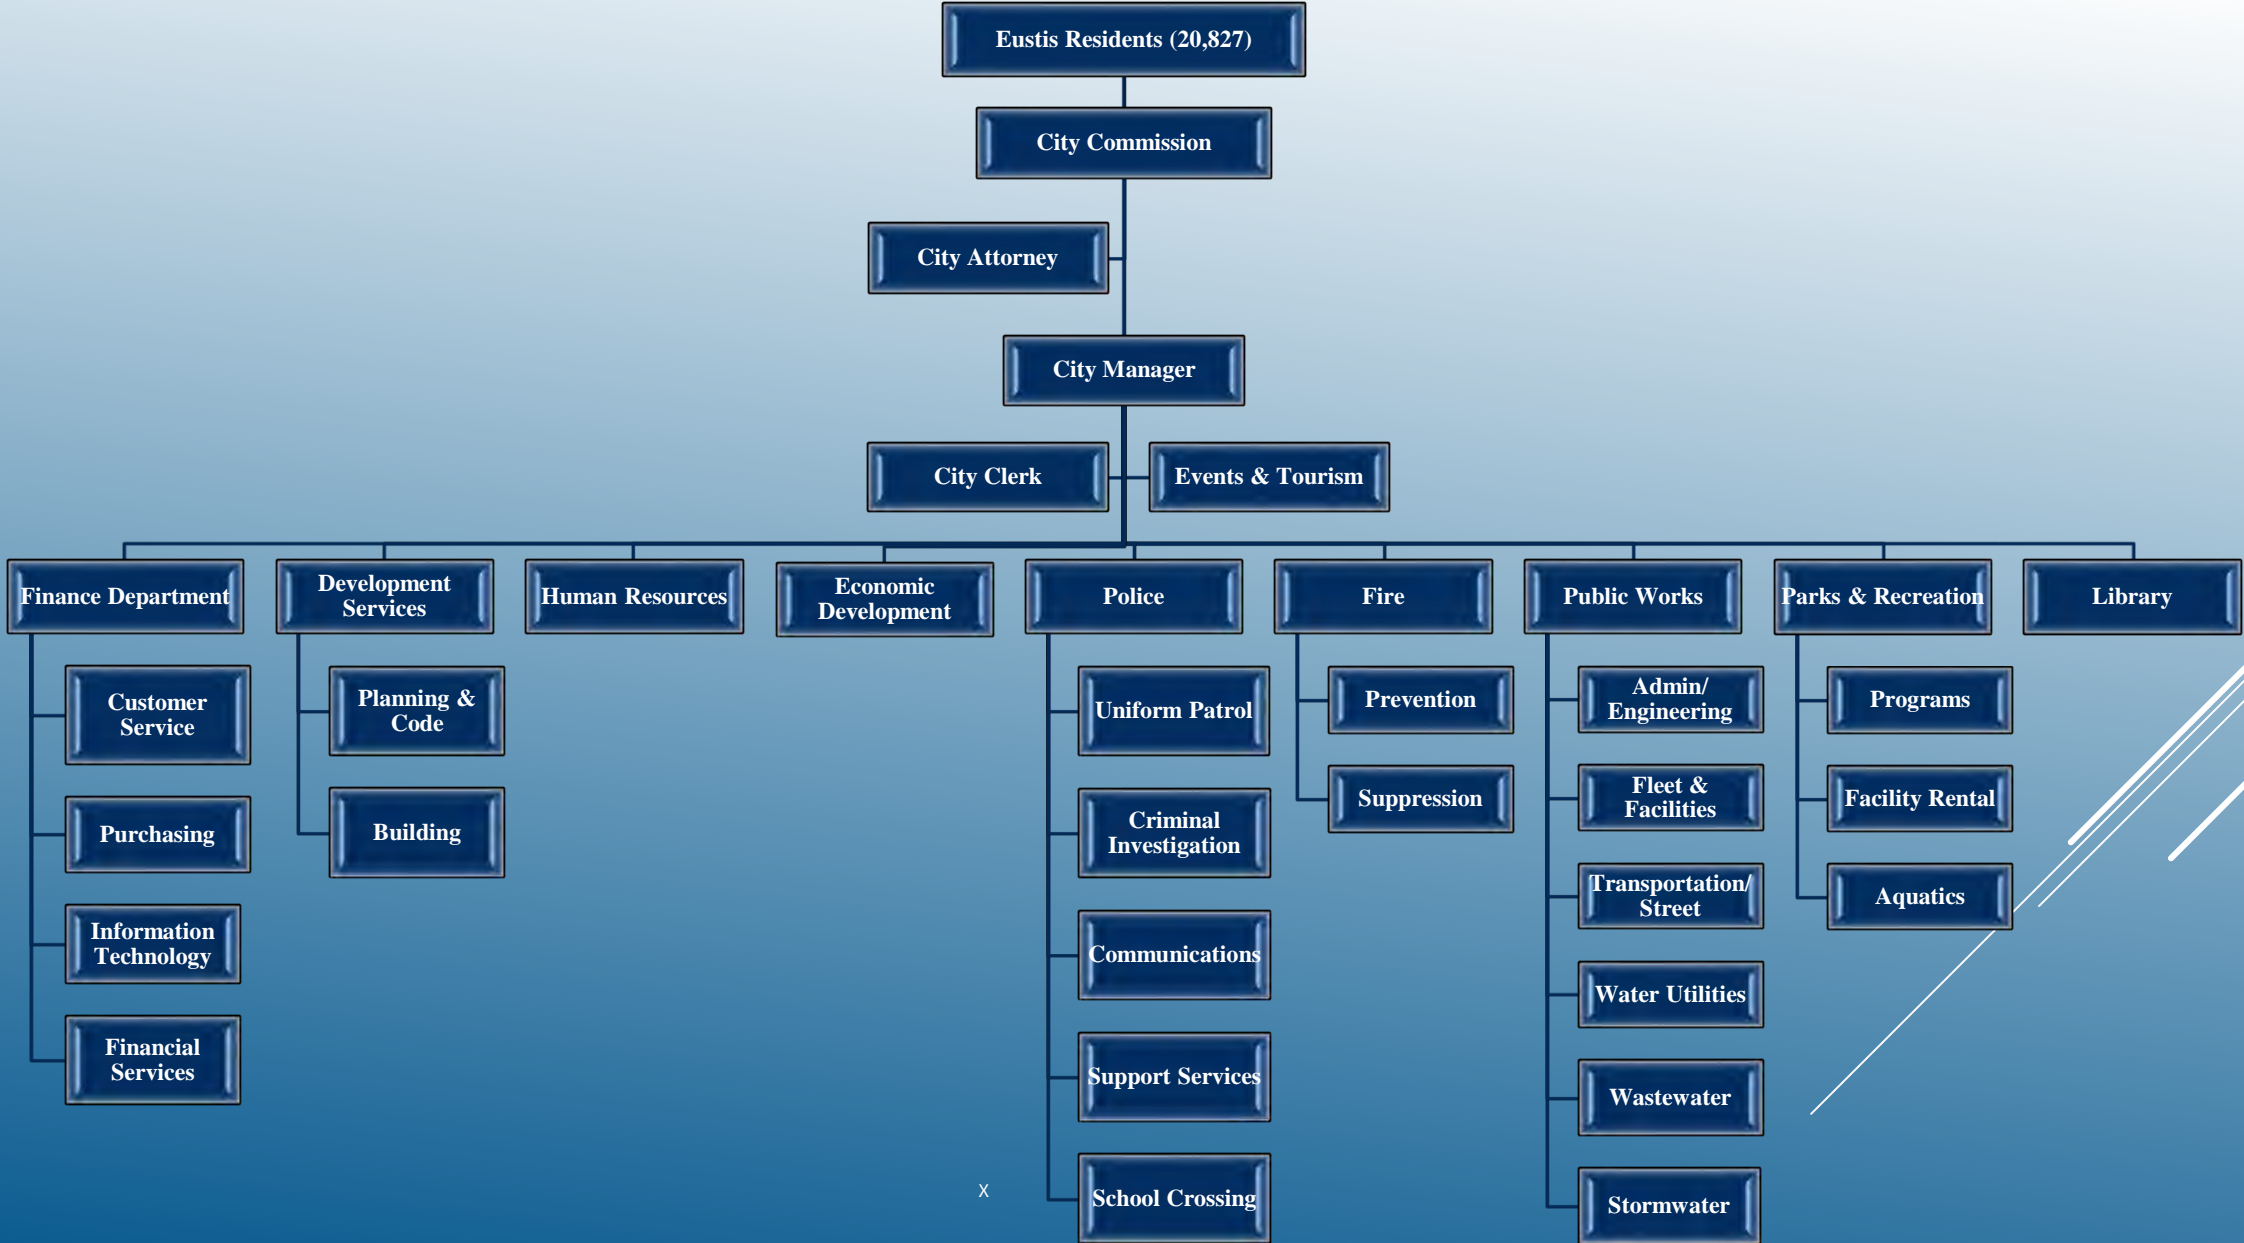 Eustis Residents (20,827)
City Commission
City Attorney
City Manager
City Clerk
Events & Tourism
Finance Department
Customer
Service
Purchasing
Information
Technology
Financial
Services
Development
Services
Planning &
Code
Building
Human Resources
Economic
Development
Police
Uniform Patrol
Criminal
Investigation
Communications
Support Services
School Crossing
Fire
Prevention
Suppression
Public Works
Admin/
Engineering
Fleet &
Facilities
Transportation/
Street
Water Utilities
Wastewater
Stormwater
Parks & Recreation
Programs
Facility Rental
Aquatics
Library
X